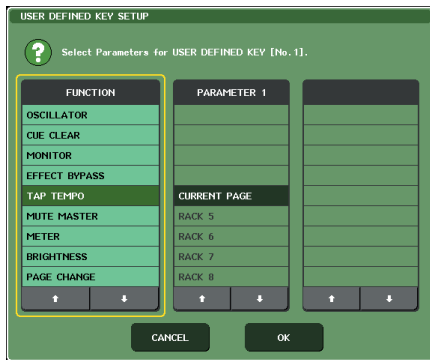 USER DEFINED KEY SETUP
?
Select Parameters for USER DEFINED KEY [No.1].
FUNCTION
PARAMETER 1
OSCILLATOR
CUE CLEAR
MONITOR
EFFECT BYPASS
TAP TEMPO
CURRENT PAGE
MUTE MASTER
RACK 5
METER
RACK 6
BRIGHTNESS
RACK 7
PAGE CHANGE
RACK 8
CANCEL
OK